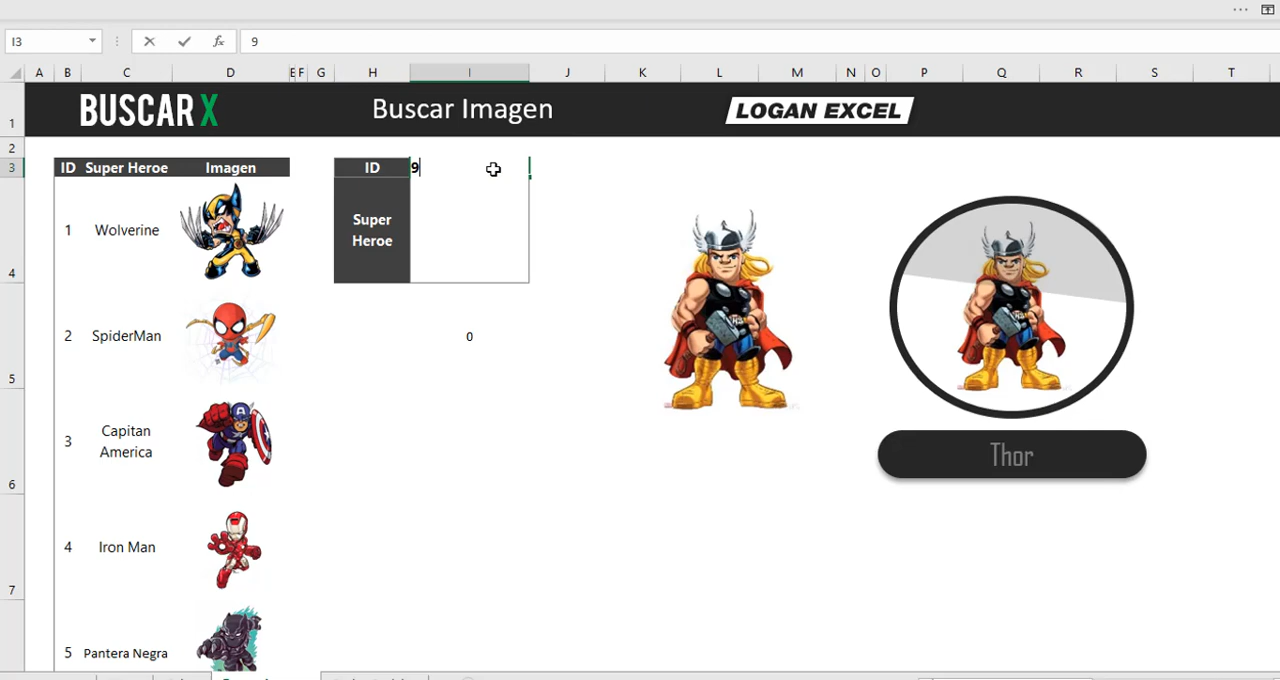 I3 fx 9
A B C D E F G H I J K L M N O P Q R S T
1 BUSCAR X Buscar Imagen LOGAN EXCEL
2
3 ID Super Heroe Imagen ID 9
4 1 Wolverine Super Heroe
5 2 SpiderMan 0
6 3 Capitan America
Thor
7 4 Iron Man
5 Pantera Negra